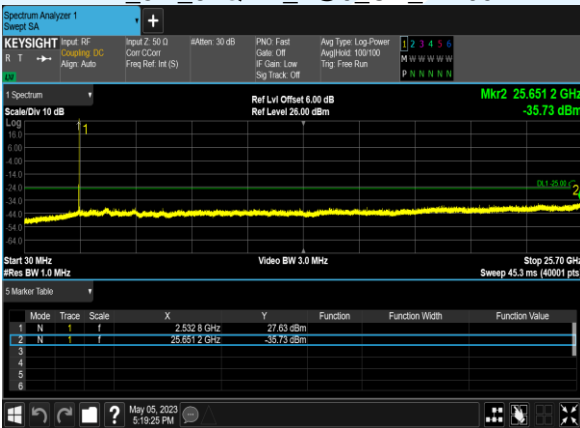 Spectrum Analyzer 1
Swept SA
+
KEYSIGHT Input: RF Input Z: 50 Ω #Atten: 30 dB PNO: Fast Avg Type: Log-Power 1 2 3 4 5 6
R T Coupling: DC Corr CCorr Gate: Off Avg|Hold: 100/100 M W W W W W
Align: Auto Freq Ref: Int (S) IF Gain: Low Trig: Free Run
Sig Track: Off P N N N N N
1 Spectrum Ref Lvl Offset 6.00 dB Mkr2 25.651 2 GHz
Scale/Div 10 dB Ref Level 26.00 dBm -35.73 dBm
Log
16.0
6.00
-4.00
-14.0
-24.0
-34.0
-44.0
-54.0
-64.0
1
2
Start 30 MHz Video BW 3.0 MHz Stop 25.70 GHz
#Res BW 1.0 MHz Sweep 45.3 ms (40001 pts
5 Marker Table
Mode Trace Scale X Y Function Function Width Function Value
1 N 1 f 2.532 8 GHz 27.63 dBm
2 N 1 f 25.651 2 GHz -35.73 dBm
3
4
5
6
? May 05, 2023
5:19:25 PM